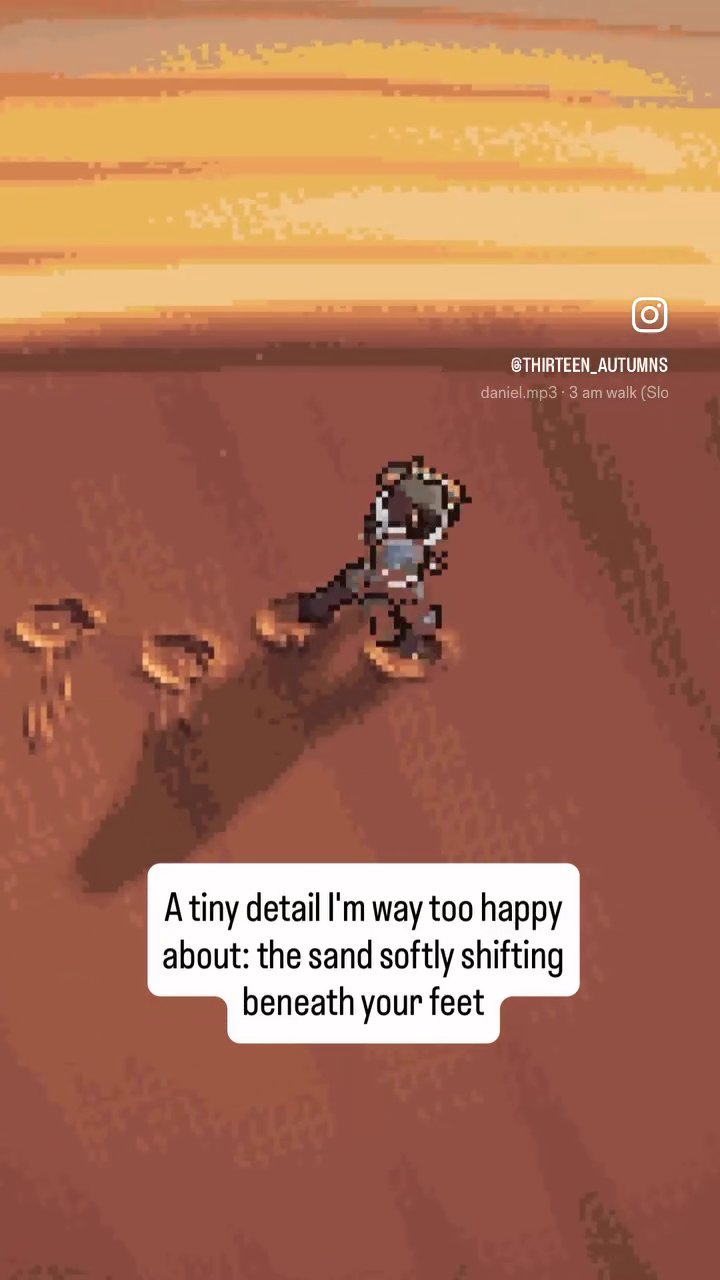 @THIRTEEN_AUTUMNS
daniel.mp3 · 3 am walk (Slo
A tiny detail I'm way too happy
about: the sand softly shifting
beneath your feet